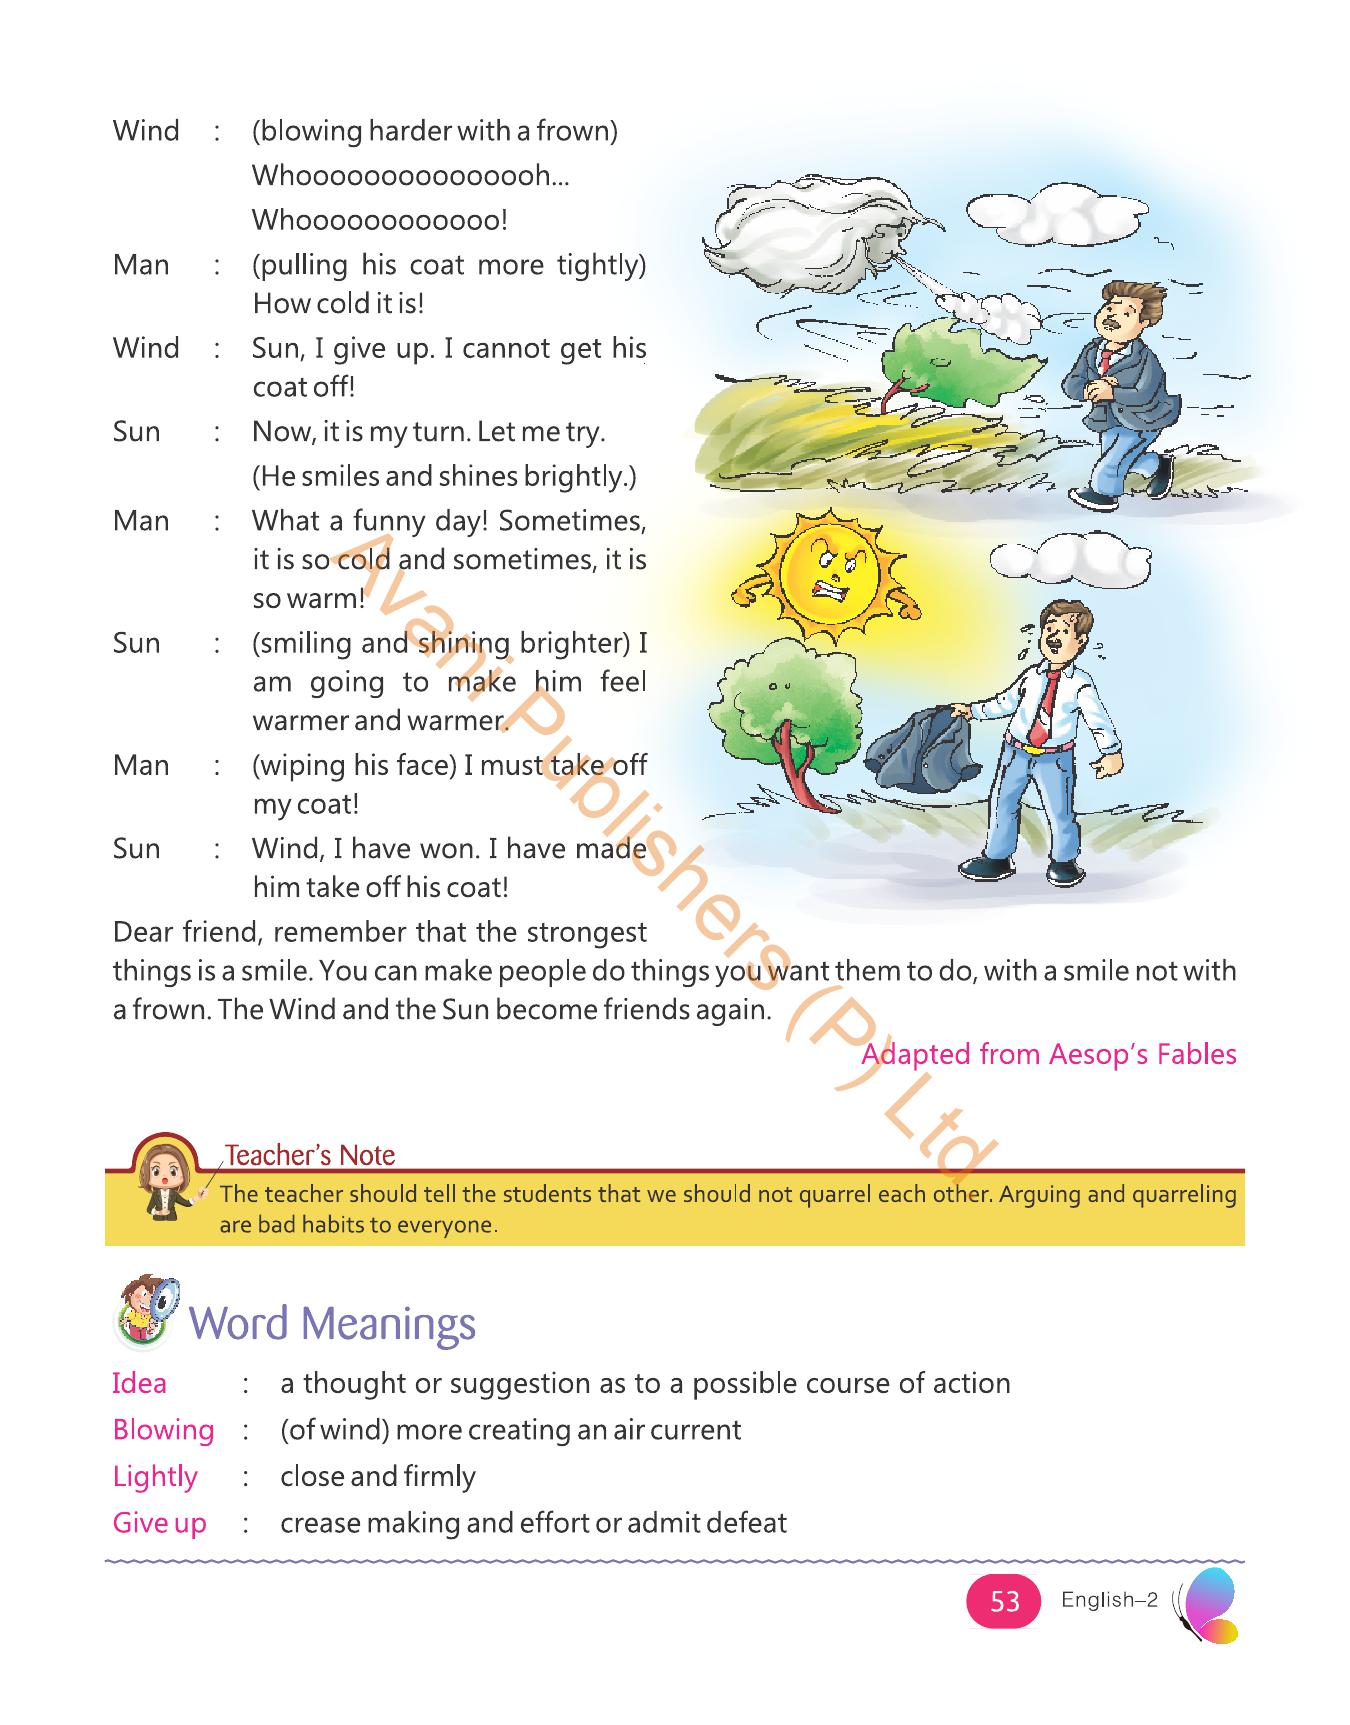 Wind : (blowing harder with a frown)
Whooooooooooooooh...
Whoooooooooooo!
Man : (pulling his coat more tightly)
How cold it is!
Wind : Sun, I give up. I cannot get his
coat off!
Sun : Now, it is my turn. Let me try.
(He smiles and shines brightly.)
Man : What a funny day! Sometimes,
it is so cold and sometimes, it is
so warm!
Sun : (smiling and shining brighter) I
am going to make him feel
warmer and warmer.
Man : (wiping his face) I must take off
my coat!
Sun : Wind, I have won. I have made
him take off his coat!
Dear friend, remember that the strongest
things is a smile. You can make people do things you want them to do, with a smile not with
a frown. The Wind and the Sun become friends again.
Adapted from Aesop's Fables
Avani Publishers (P) Ltd.
Teacher's Note
The teacher should tell the students that we should not quarrel each other. Arguing and quarreling
are bad habits to everyone.
Word Meanings
Idea : a thought or suggestion as to a possible course of action
Blowing : (of wind) more creating an air current
Lightly : close and firmly
Give up : crease making and effort or admit defeat
53 English–2